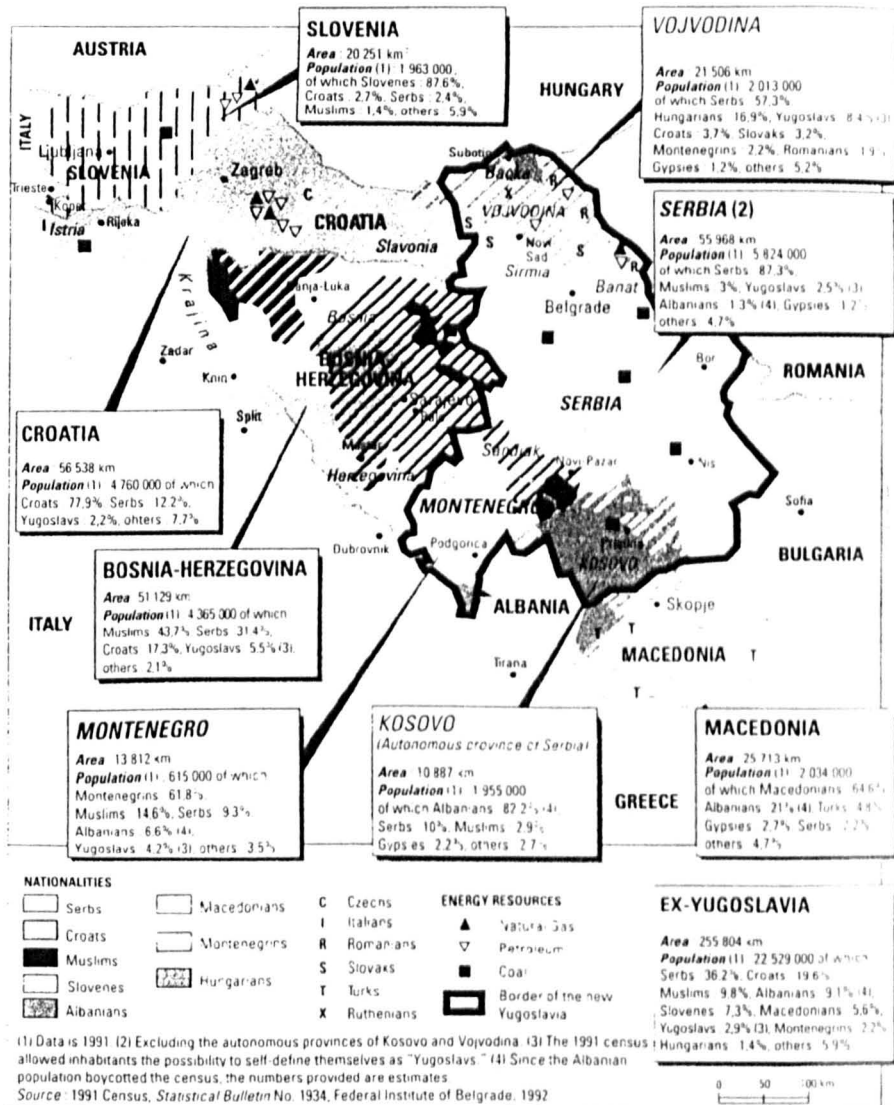 SLOVENIA
Area : 20 251 km²
Population (1) : 1 963 000,
of which Slovenes : 87.6%,
Croats : 2,7%, Serbs : 2,4%,
Muslims : 1,4%, others : 5,9%
VOJVODINA
Area : 21 506 km
Population (1) : 2 013 000
of which Serbs : 57,3%
Hungarians : 16,9%, Yugoslavs : 8.4% (3)
Croats : 3,7%, Slovaks : 3,2%,
Montenegrins : 2,2%, Romanians : 1.9%
Gypsies : 1,2%, others : 5.2%
SERBIA (2)
Area : 55 968 km
Population (1) : 5 824 000
of which Serbs : 87.3%,
Muslims : 3%, Yugoslavs : 2.5% (3)
Albanians : 1.3% (4), Gypsies : 1.2%
others : 4,7%
AUSTRIA
HUNGARY
ITALY
Ljubljana
SLOVENIA
Trieste
Koper
I
Istria
Rijeka
Zagreb
C
CROATIA
Slavonia
Subotica
Backa
X
R
VOJVODINA
R
S
S
Novi
Sad
S
R
Sirmia
Banat
Belgrade
Krajina
Banja-Luka
Bosnia
BOSNIA
HERZEGOVINA
Sarajevo
Pale
Zadar
Knin
Split
Mostar
Herzegovina
Bor
ROMANIA
SERBIA
Sandjak
Novi-Pazar
Nis
MONTENEGRO
Sofia
BULGARIA
Dubrovnik
Podgorica
Pristina
KOSOVO
ALBANIA
Skopje
T
T
MACEDONIA
T
T
Tirana
ITALY
GREECE
CROATIA
Area : 56 538 km
Population (1) : 4 760 000 of which
Croats : 77,9%, Serbs : 12.2%,
Yugoslavs : 2,2%, ohters : 7.7%
BOSNIA-HERZEGOVINA
Area : 51 129 km
Population (1) : 4 365 000 of which
Muslims : 43,7%, Serbs : 31.4%,
Croats : 17.3%, Yugoslavs : 5.5% (3),
others : 2.1%
MONTENEGRO
Area : 13 812 km
Population (1) : 615 000 of which
Montenegrins : 61.8%,
Muslims : 14.6%, Serbs : 9.3%,
Albanians : 6.6% (4),
Yugoslavs : 4.2% (3), others : 3.5%
KOSOVO
(Autonomous province of Serbia)
Area : 10 887 km
Population (1) : 1 955 000
of which Albanians : 82.2% (4)
Serbs : 10%, Muslims : 2.9%
Gypsies : 2.2%, others : 2.7%
MACEDONIA
Area : 25 713 km
Population (1) : 2 034 000
of which Macedonians : 64.6%
Albanians : 21% (4), Turks : 4.8%
Gypsies : 2.7%, Serbs : 2.2%
others : 4.7%
NATIONALITIES
Serbs
Croats
Muslims
Slovenes
Albanians
Macedonians
Montenegrins
Hungarians
C Czechs
I Italians
R Romanians
S Slovaks
T Turks
X Ruthenians
ENERGY RESOURCES
Natural Gas
Petroleum
Coal
Border of the new
Yugoslavia
EX-YUGOSLAVIA
Area : 255 804 km
Population (1) : 22 529 000 of which
Serbs : 36.2%, Croats : 19.6%
Muslims : 9.8%, Albanians : 9.1% (4),
Slovenes : 7,3%, Macedonians : 5,6%,
Yugoslavs : 2,9% (3), Montenegrins : 2.2%
Hungarians : 1,4%, others : 5.9%
(1) Data is 1991 (2) Excluding the autonomous provinces of Kosovo and Vojvodina. (3) The 1991 census
allowed inhabitants the possibility to self-define themselves as "Yugoslavs." (4) Since the Albanian
population boycotted the census, the numbers provided are estimates
Source : 1991 Census, Statistical Bulletin No. 1934, Federal Institute of Belgrade, 1992
0 50 100 km